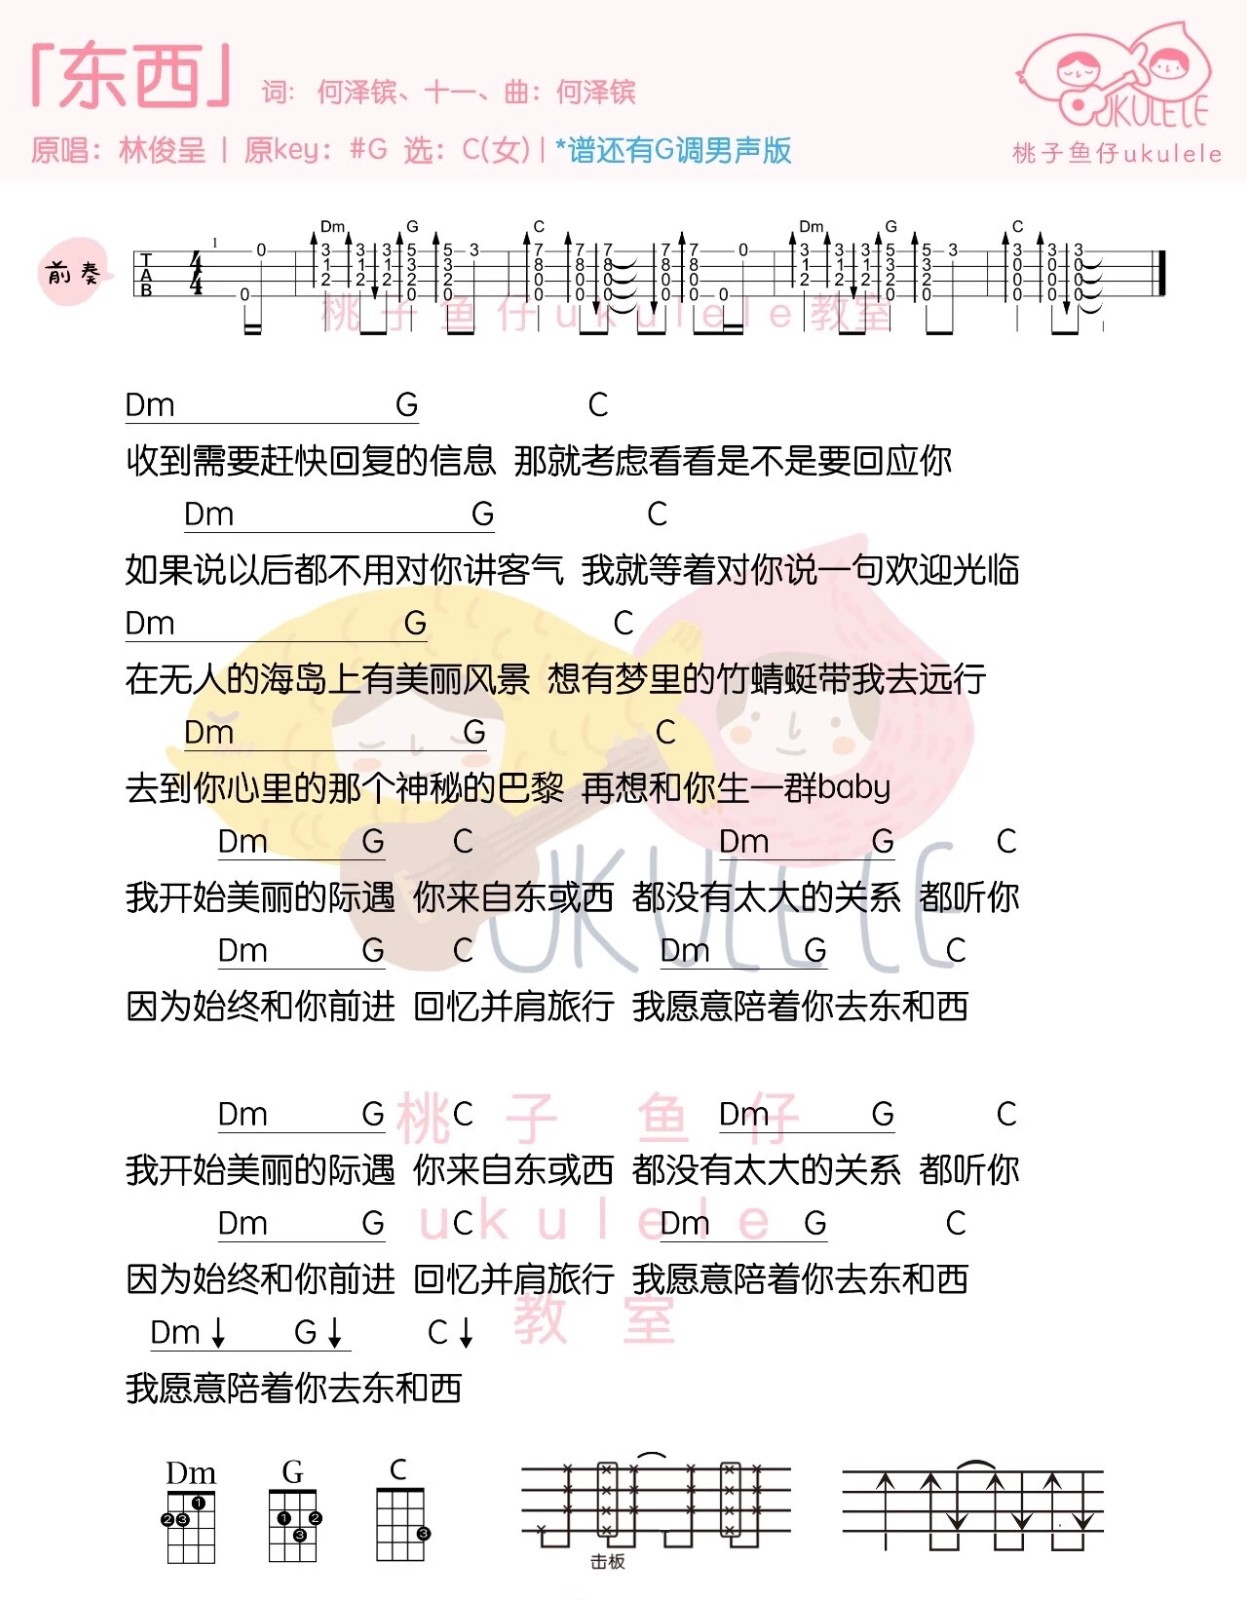 「东西」 词: 何泽镔、十一、曲: 何泽镔
原唱: 林俊呈 | 原key: #G 选: C(女) | *谱还有G调男声版
UKULELE
桃子鱼仔ukulele
前奏
Dm G C Dm G C
桃子鱼仔ukulele教室
Dm G C
收到需要赶快回复的信息 那就考虑看看是不是要回应你
Dm G C
如果说以后都不用对你讲客气 我就等着对你说一句欢迎光临
Dm G C
在无人的海岛上有美丽风景 想有梦里的竹蜻蜓带我去远行
Dm G C
去到你心里的那个神秘的巴黎 再想和你生一群baby
Dm G C Dm G C
我开始美丽的际遇 你来自东或西 都没有太大的关系 都听你
UKULELE
Dm G C Dm G C
因为始终和你前进 回忆并肩旅行 我愿意陪着你去东和西
桃子鱼仔
Dm G C Dm G C
我开始美丽的际遇 你来自东或西 都没有太大的关系 都听你
ukulele
Dm G C Dm G C
因为始终和你前进 回忆并肩旅行 我愿意陪着你去东和西
教室
Dm↓ G↓ C↓
我愿意陪着你去东和西
Dm G C
击板